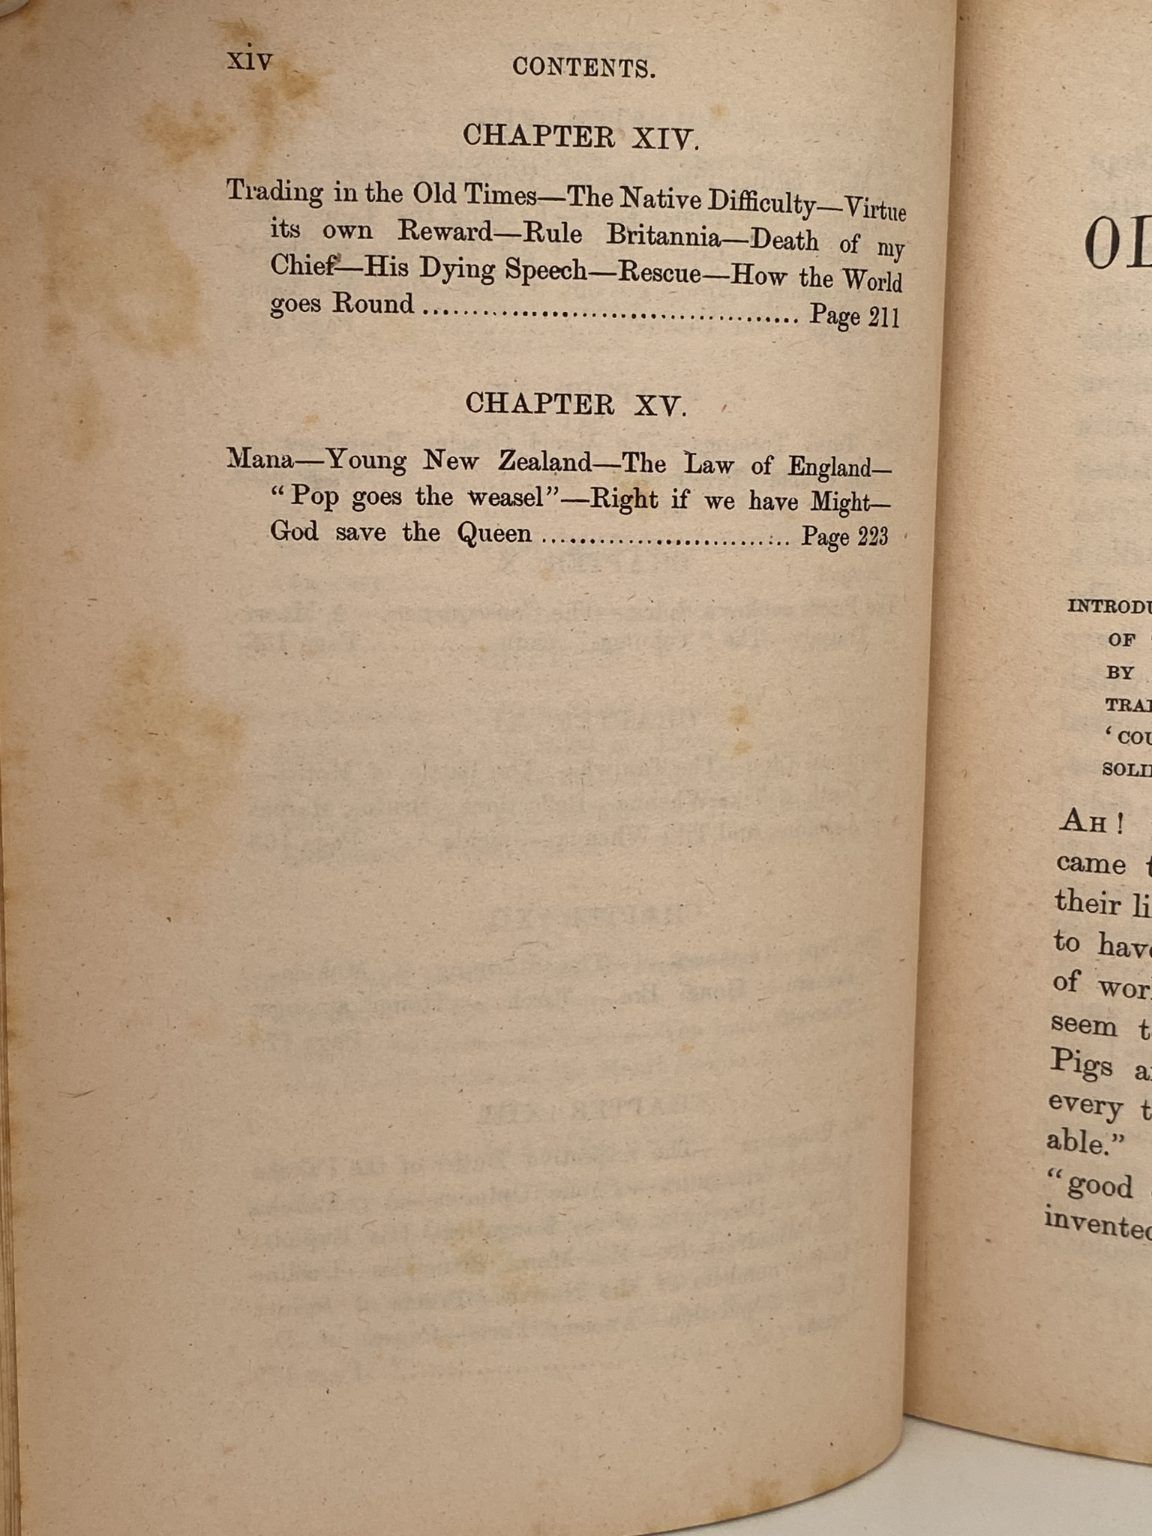 xiv CONTENTS.
CHAPTER XIV.
Trading in the Old Times—The Native Difficulty—Virtue
its own Reward—Rule Britannia—Death of my
Chief—His Dying Speech—Rescue—How the World
goes Round ...................................... Page 211
CHAPTER XV.
Mana—Young New Zealand—The Law of England—
“Pop goes the weasel”—Right if we have Might—
God save the Queen .......................... Page 223
OL
INTRODU
OF
BY
TRAI
‘COU
SOLI
AH!
came t
their li
to have
of wor
seem t
Pigs a
every t
able.”
“good
invented